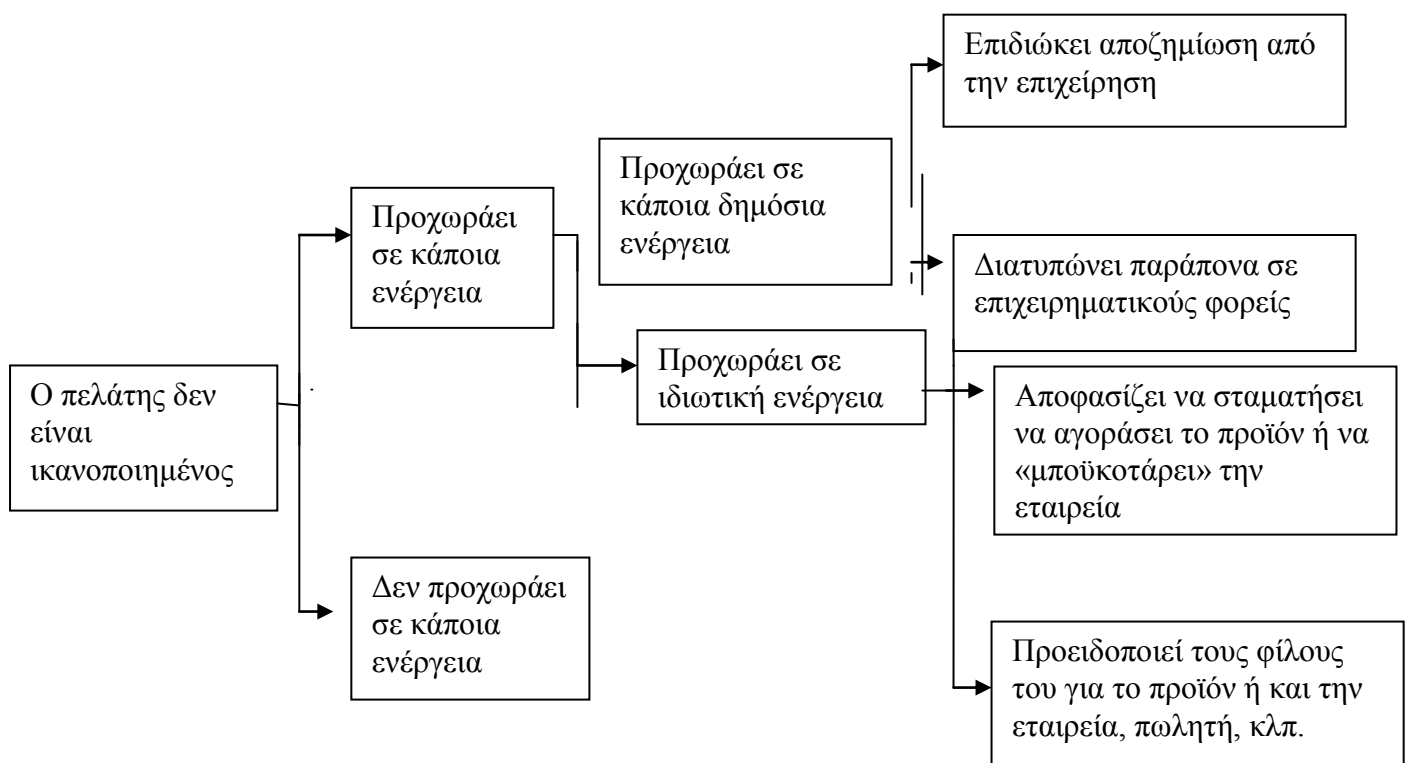 Επιδιώκει αποζημίωση από
την επιχείρηση
Προχωράει σε
κάποια δημόσια
ενέργεια
Προχωράει
σε κάποια
ενέργεια
Διατυπώνει παράπονα σε
επιχειρηματικούς φορείς
Προχωράει σε
ιδιωτική ενέργεια
Ο πελάτης δεν
είναι
ικανοποιημένος
Αποφασίζει να σταματήσει
να αγοράσει το προϊόν ή να
«μποϋκοτάρει» την
εταιρεία
Δεν προχωράει
σε κάποια
ενέργεια
Προειδοποιεί τους φίλους
του για το προϊόν ή και την
εταιρεία, πωλητή, κλπ.